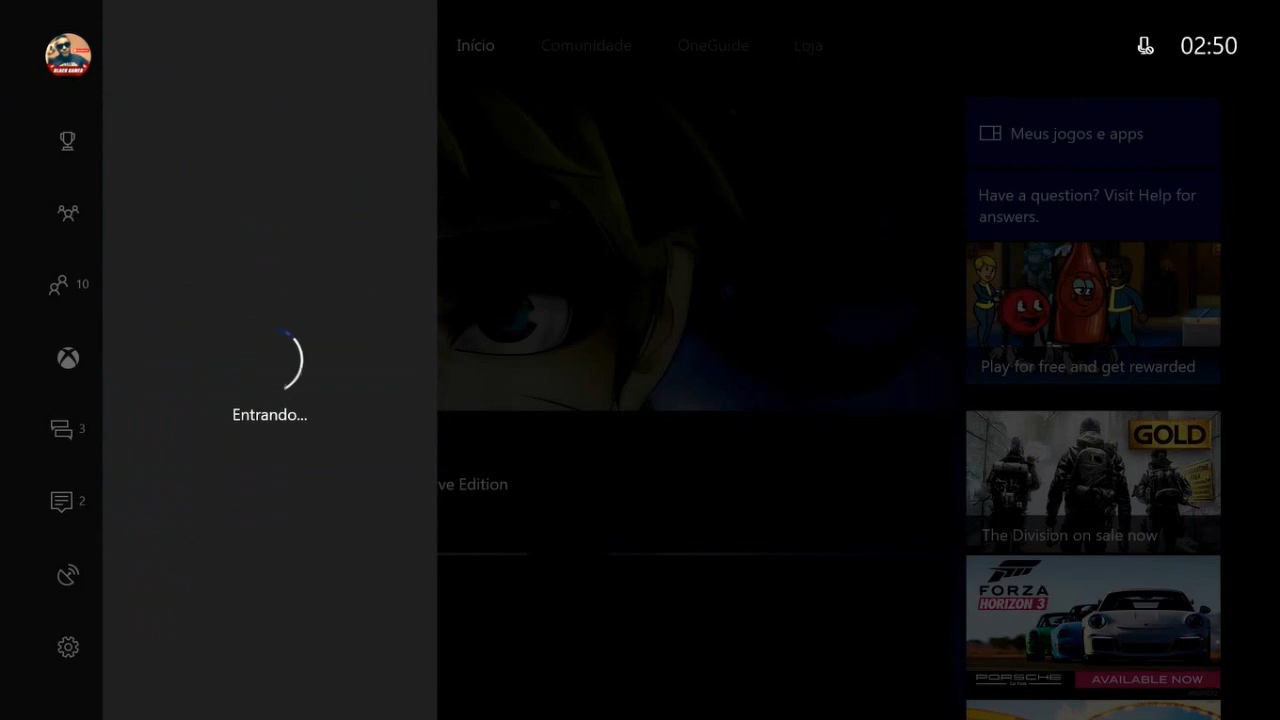 Início
Comunidade
OneGuide
Loja
02:50
10
3
2
Entrando...
ve Edition
Meus jogos e apps
Have a question? Visit Help for
answers.
Play for free and get rewarded
GOLD
The Division on sale now
FORZA
HORIZON 3
PORSCHE
AVAILABLE NOW